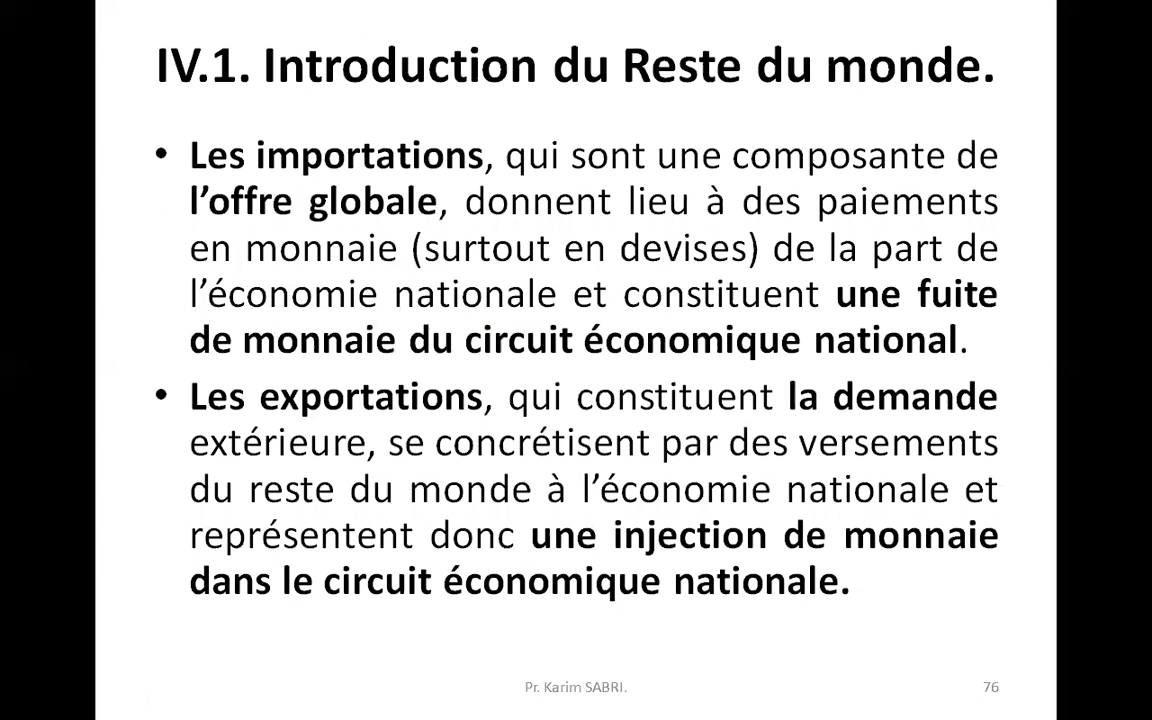 IV.1. Introduction du Reste du monde.
• Les importations, qui sont une composante de
l’offre globale, donnent lieu à des paiements
en monnaie (surtout en devises) de la part de
l’économie nationale et constituent une fuite
de monnaie du circuit économique national.
• Les exportations, qui constituent la demande
extérieure, se concrétisent par des versements
du reste du monde à l’économie nationale et
représentent donc une injection de monnaie
dans le circuit économique nationale.
Pr. Karim SABRI.
76